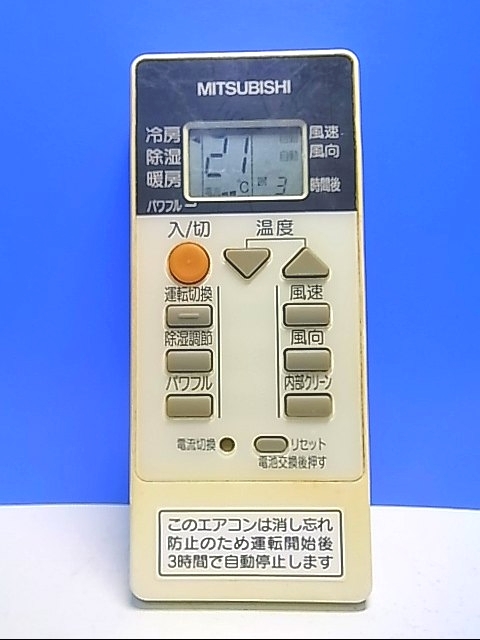 MITSUBISHI
冷房
除湿
暖房
パワフル
21
℃
自動
3
風速
風向
時間後
入/切
温度
運転切換
風速
除湿調節
風向
パワフル
内部クリーン
電流切換
リセット
電池交換後押す
このエアコンは消し忘れ
防止のため運転開始後
3時間で自動停止します